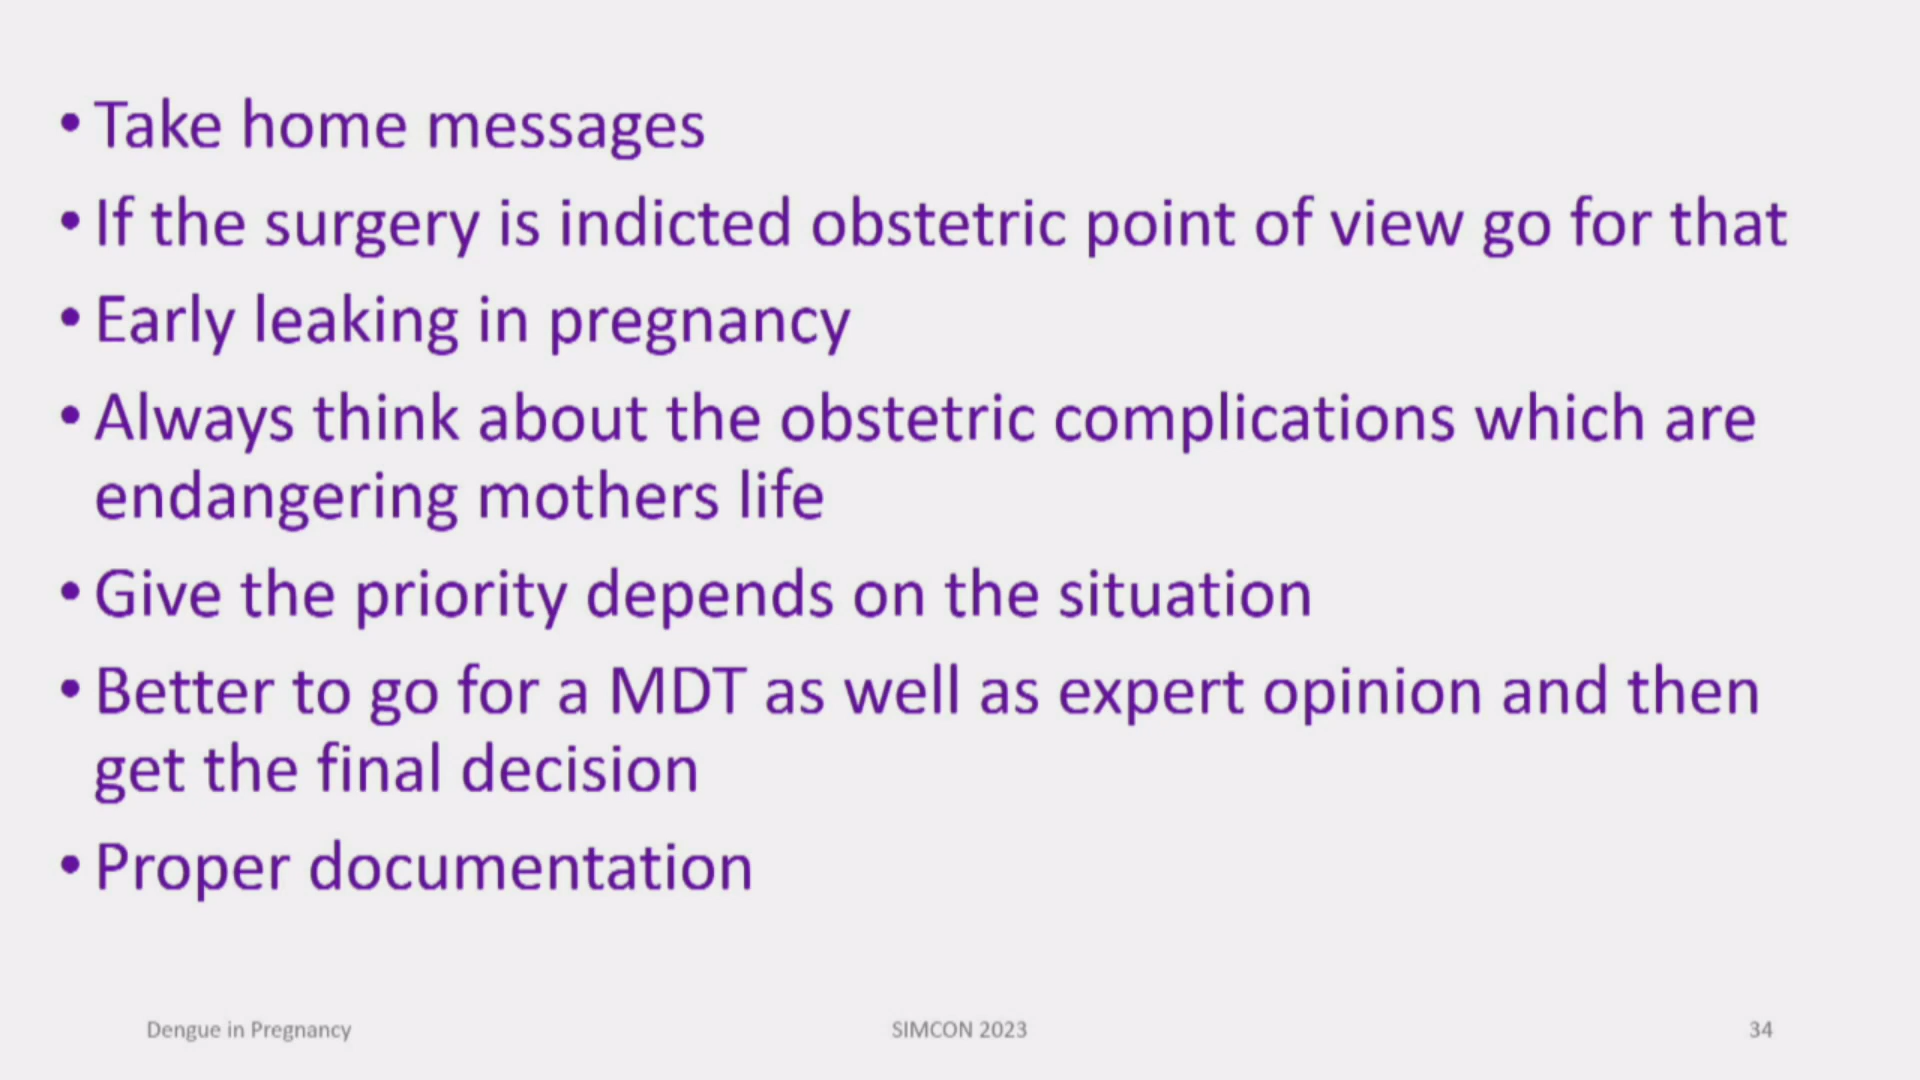 • Take home messages
• If the surgery is indicted obstetric point of view go for that
• Early leaking in pregnancy
• Always think about the obstetric complications which are
endangering mothers life
• Give the priority depends on the situation
• Better to go for a MDT as well as expert opinion and then
get the final decision
• Proper documentation
Dengue in Pregnancy
SIMCON 2023
34